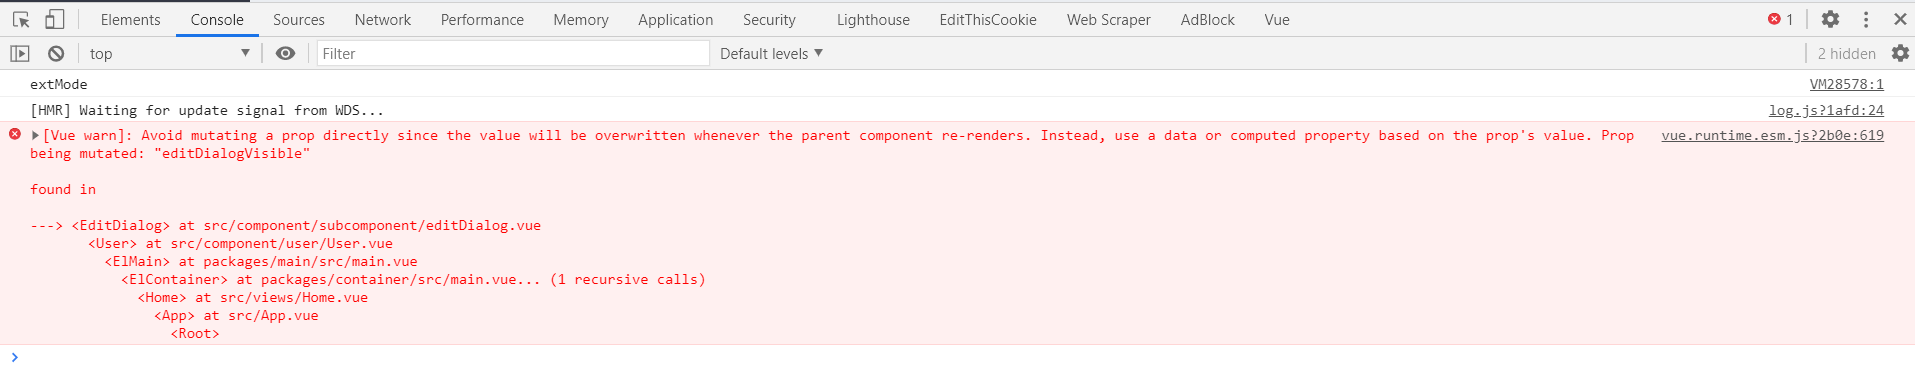 Elements Console Sources Network Performance Memory Application Security Lighthouse EditThisCookie Web Scraper AdBlock Vue 1
top Filter Default levels 2 hidden
extMode VM28578:1
[HMR] Waiting for update signal from WDS... log.js?1afd:24
[Vue warn]: Avoid mutating a prop directly since the value will be overwritten whenever the parent component re-renders. Instead, use a data or computed property based on the prop's value. Prop vue.runtime.esm.js?2b0e:619
being mutated: "editDialogVisible"
found in
---> <EditDialog> at src/component/subcomponent/editDialog.vue
<User> at src/component/user/User.vue
<ElMain> at packages/main/src/main.vue
<ElContainer> at packages/container/src/main.vue... (1 recursive calls)
<Home> at src/views/Home.vue
<App> at src/App.vue
<Root>